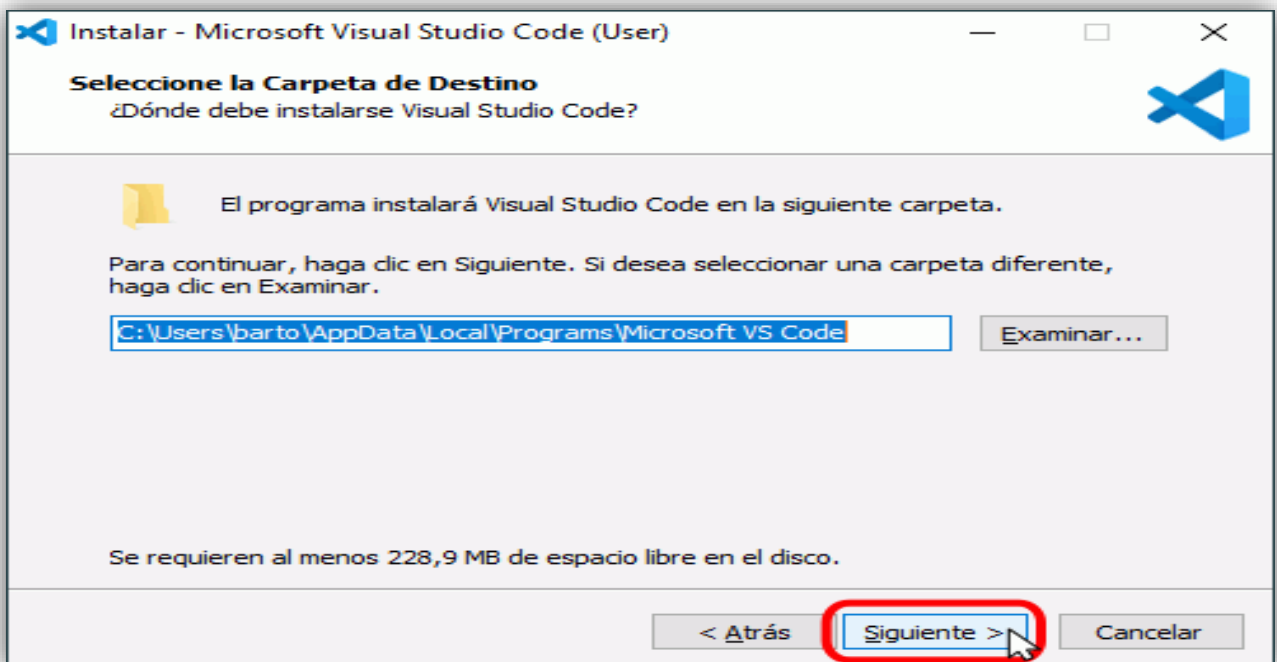 Instalar - Microsoft Visual Studio Code (User)
Seleccione la Carpeta de Destino
¿Dónde debe instalarse Visual Studio Code?
El programa instalará Visual Studio Code en la siguiente carpeta.
Para continuar, haga clic en Siguiente. Si desea seleccionar una carpeta diferente,
haga clic en Examinar.
C:\Users\barto\AppData\Local\Programs\Microsoft VS Code
Examinar...
Se requieren al menos 228,9 MB de espacio libre en el disco.
< Atrás
Siguiente >
Cancelar